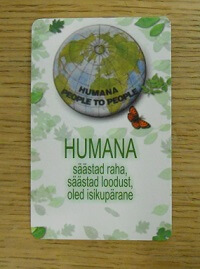 HUMANA
PEOPLE TO PEOPLE
HUMANA
säästad raha,
säästad loodust,
oled isikupärane